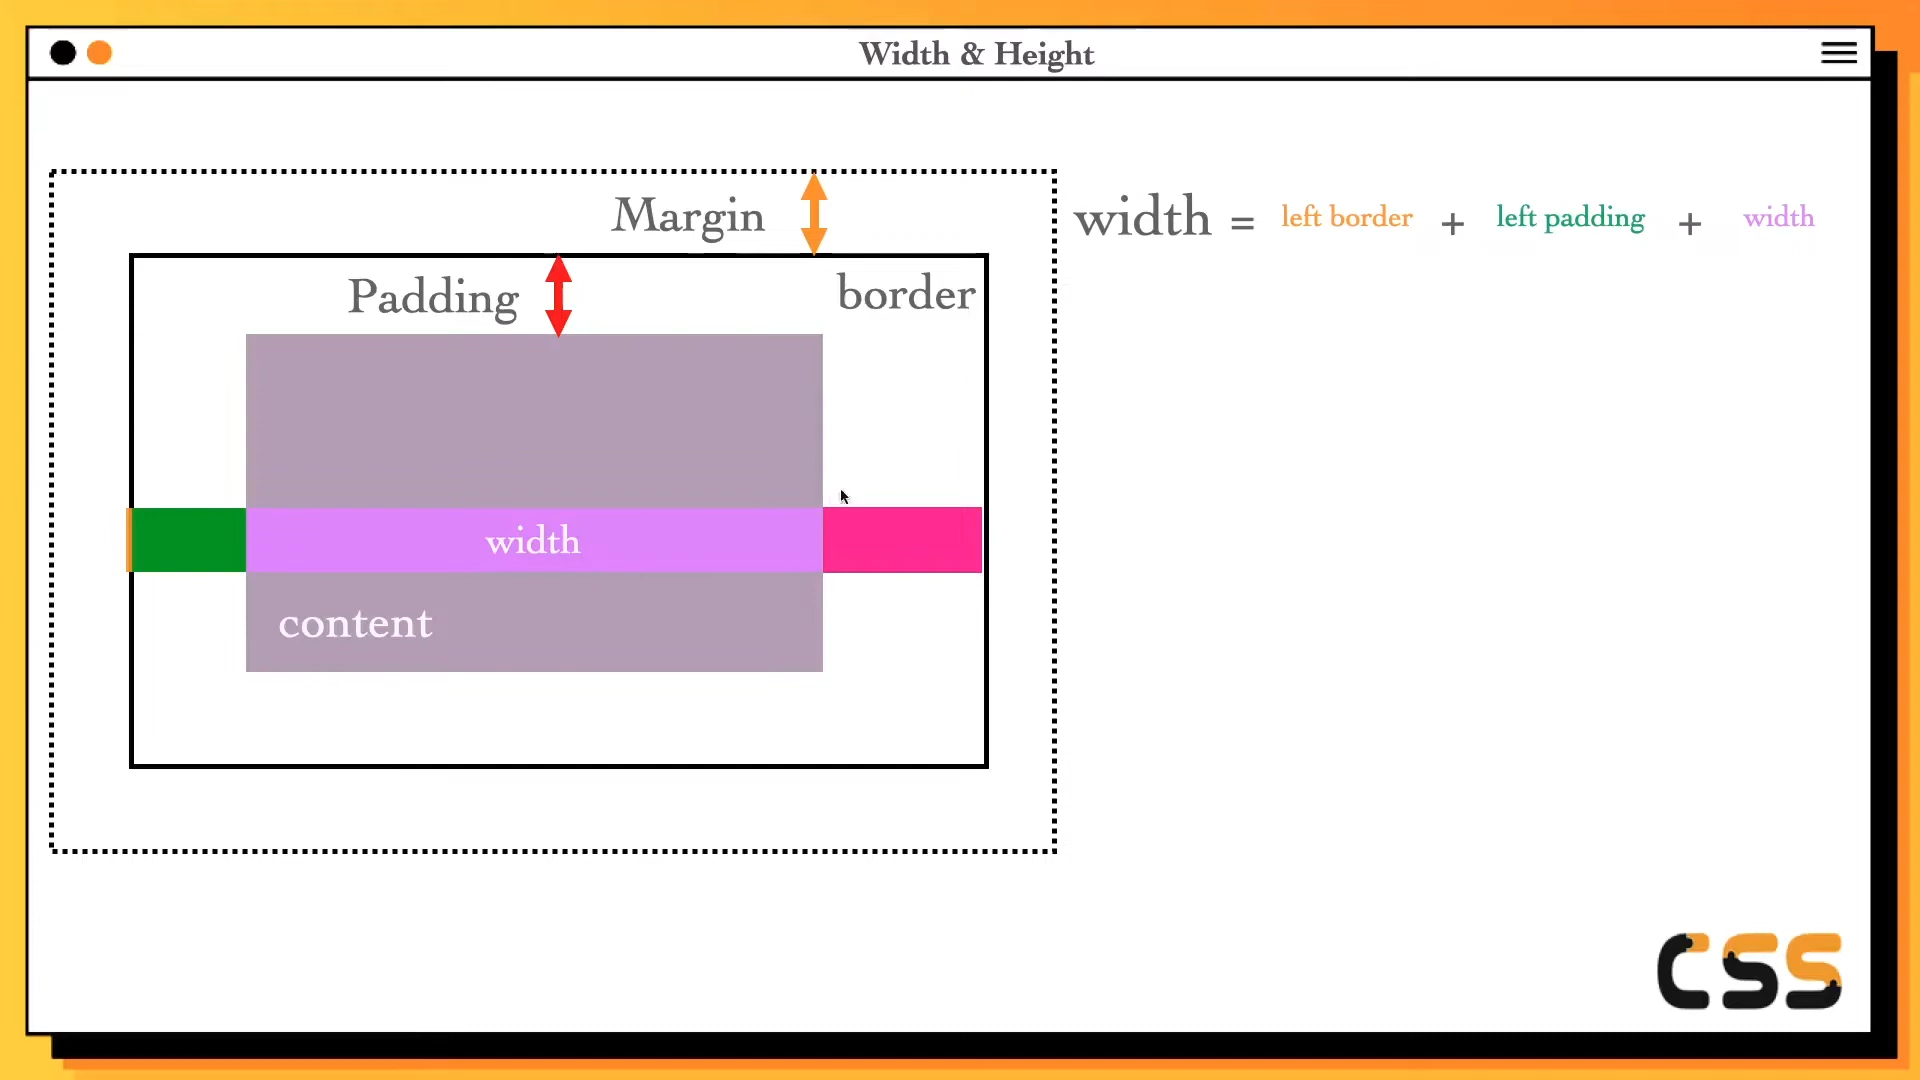 Width & Height
Margin
width = left border + left padding + width
Padding
border
width
content
CSS